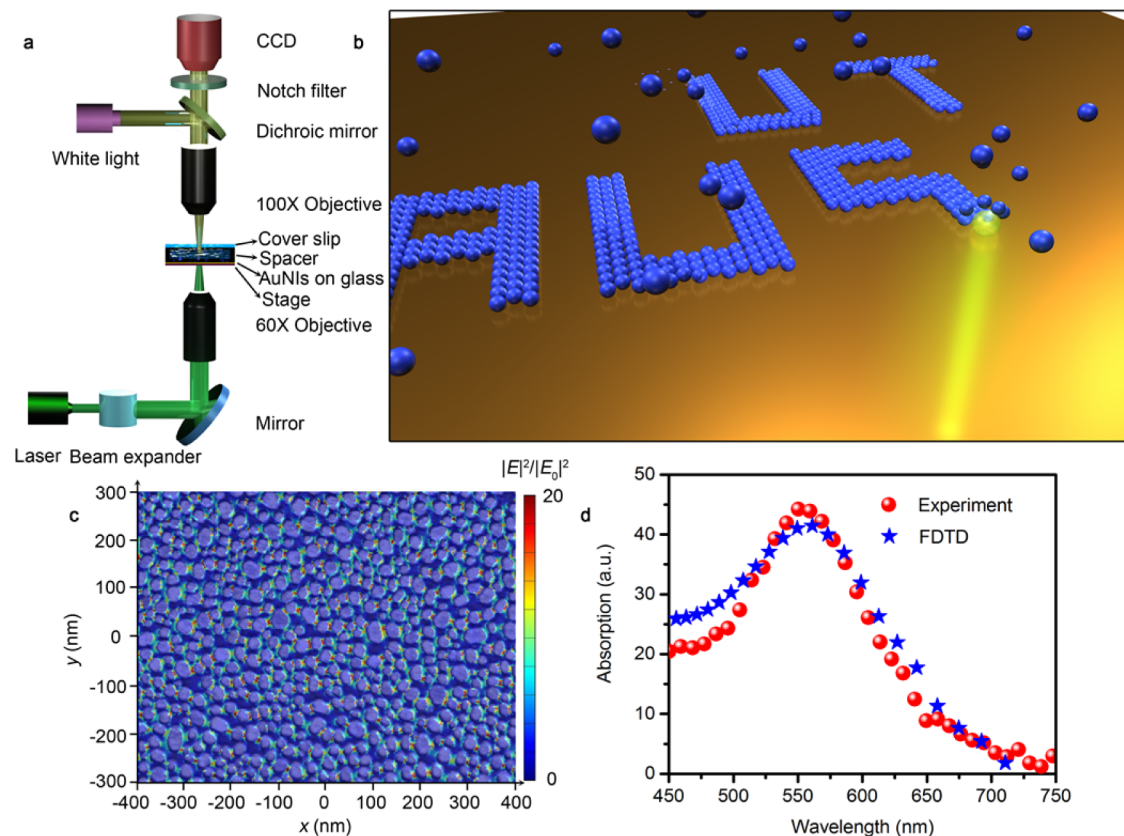 a
CCD
Notch filter
Dichroic mirror
White light
100X Objective
Cover slip
Spacer
AuNIs on glass
Stage
60X Objective
Mirror
Laser Beam expander
b
c
|E|²/|E₀|²
20
0
300
200
100
0
-100
-200
-300
y (nm)
-400 -300 -200 -100 0 100 200 300 400
x (nm)
d
Experiment
FDTD
50
40
30
20
10
0
Absorption (a.u.)
450 500 550 600 650 700 750
Wavelength (nm)